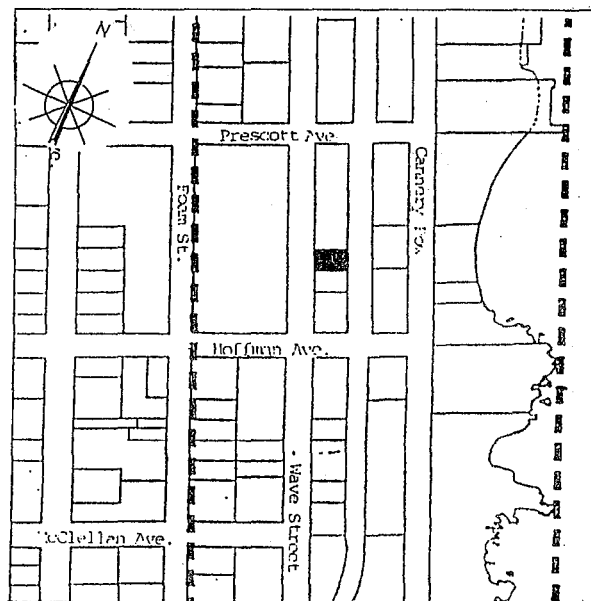 N
S
Prescott Ave.
Foam St.
Cannery Row
Hoffman Ave.
Wave Street
McClellan Ave.